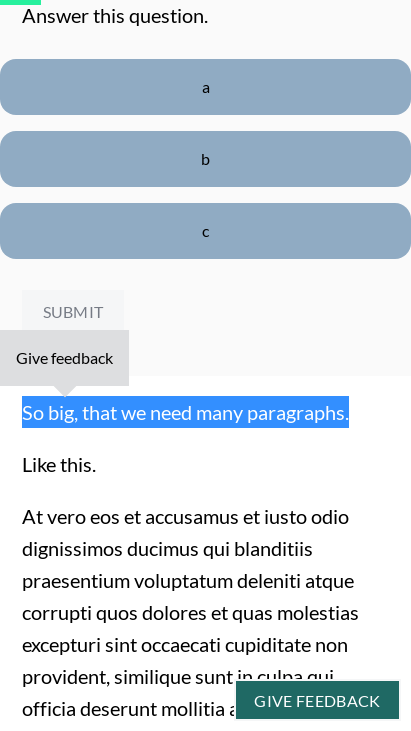 Answer this question.
a
b
c
SUBMIT
Give feedback
So big, that we need many paragraphs.
Like this.
At vero eos et accusamus et iusto odio
dignissimos ducimus qui blanditiis
praesentium voluptatum deleniti atque
corrupti quos dolores et quas molestias
excepturi sint occaecati cupiditate non
provident, similique sunt in culpa qui
officia deserunt mollitia
GIVE FEEDBACK